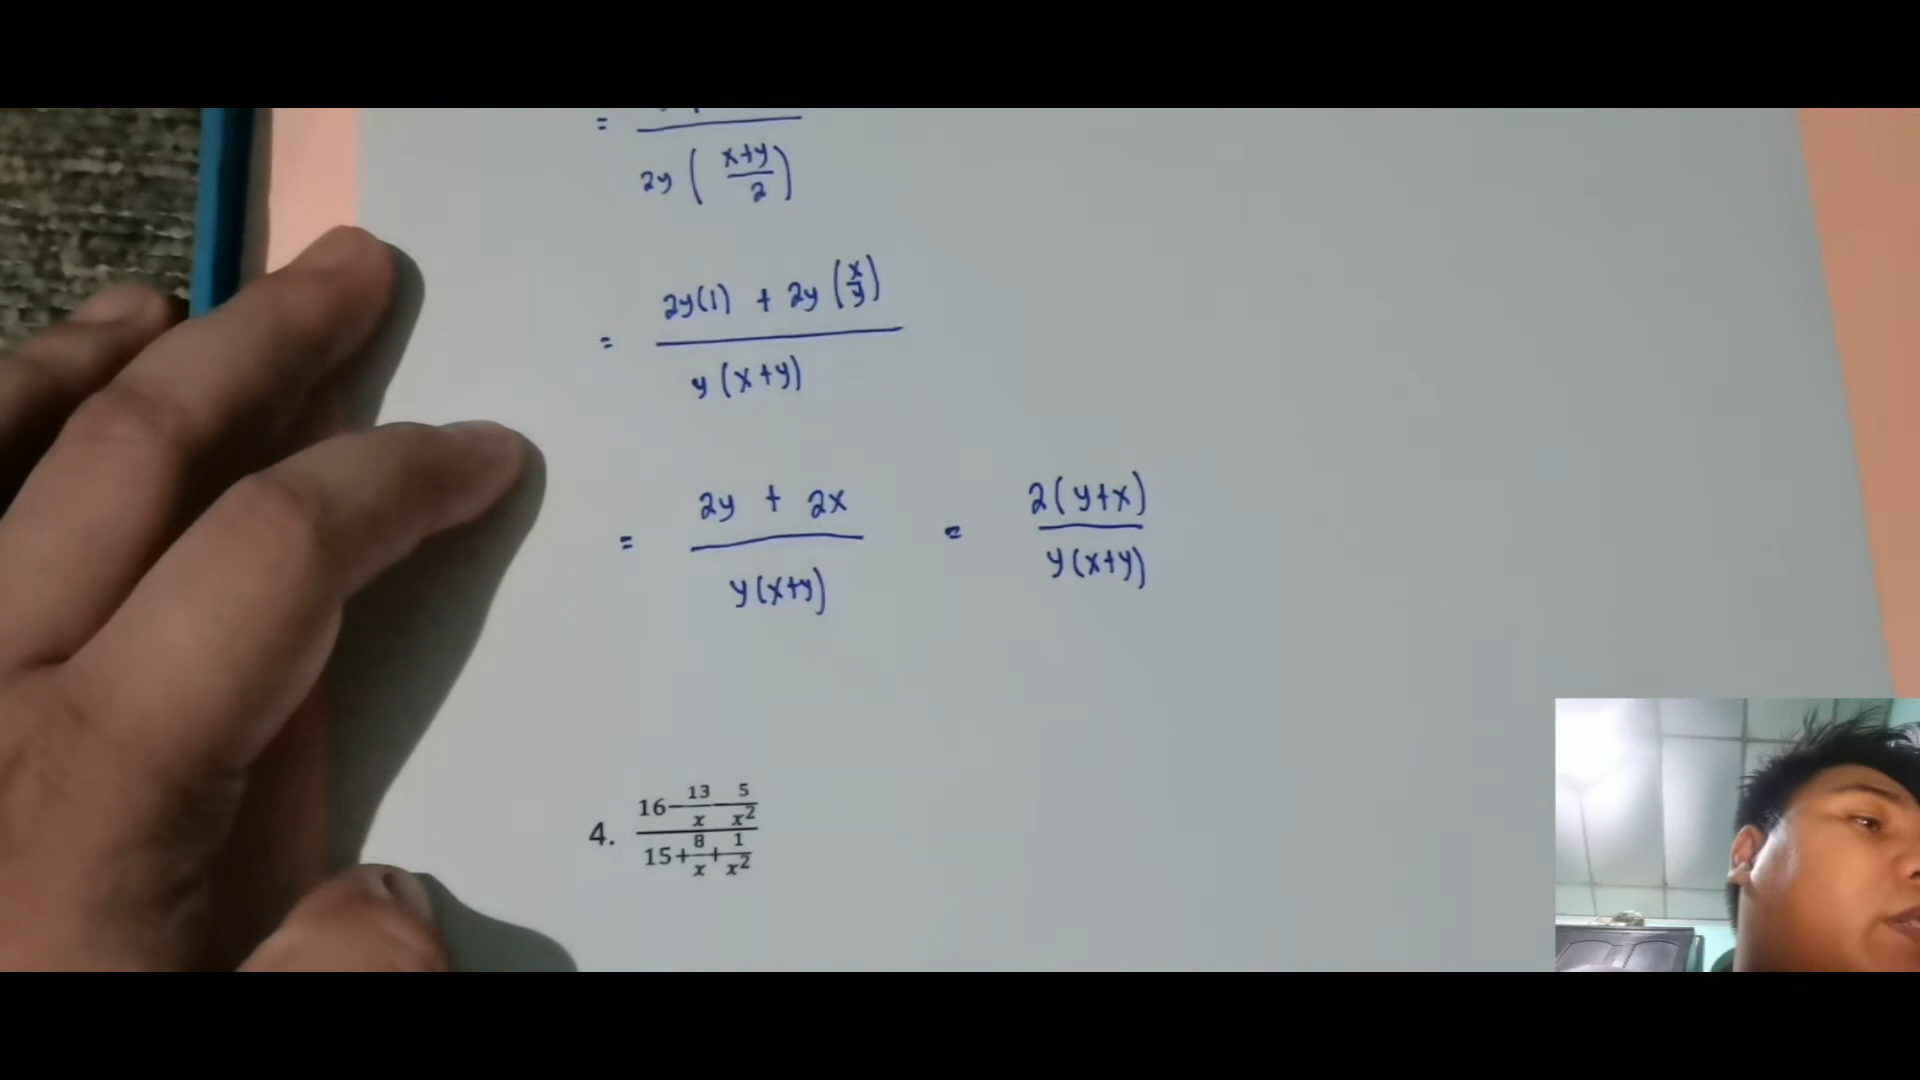 =
2y ( x+y/2 )
= 2y(1) + 2y (x/y)
y (x+y)
= 2y + 2x = 2(y+x)
y(x+y) y(x+y)
4. 16−13/x−5/x²
15+8/x+1/x²